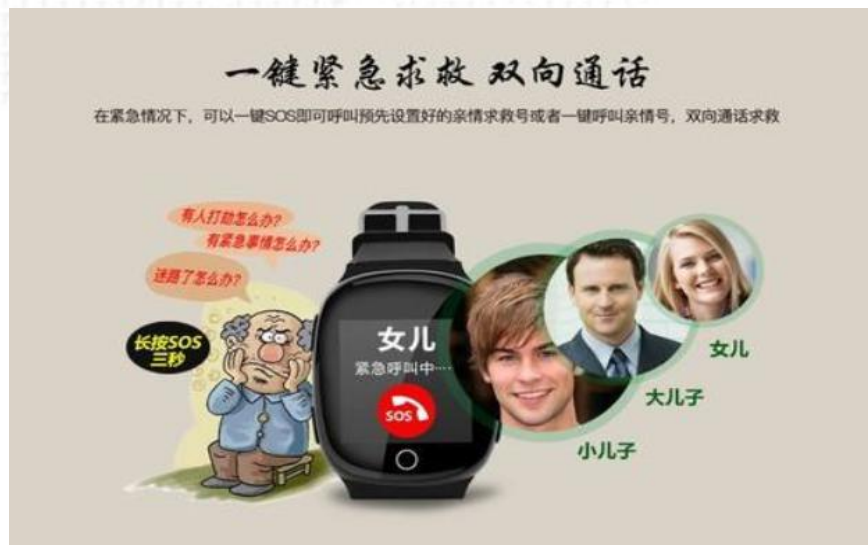 一键紧急求救 双向通话
在紧急情况下，可以一键SOS即可呼叫预先设置好的亲情求救号或者一键呼叫亲情号，双向通话求救
有人打劫怎么办?
有紧急事情怎么办?
迷路了怎么办?
长按SOS
三秒
女儿
紧急呼叫中····
SOS
女儿
大儿子
小儿子